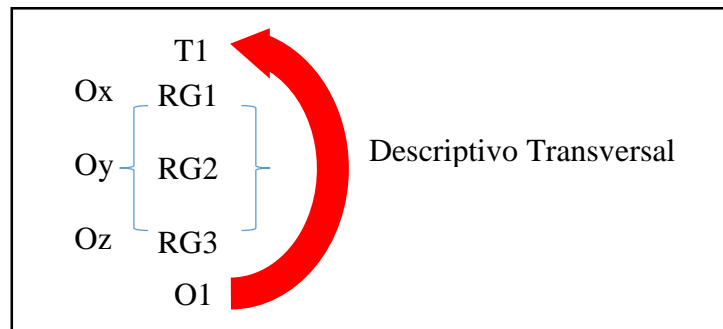 T1
Ox RG1
Descriptivo Transversal
Oy RG2
Oz RG3
O1